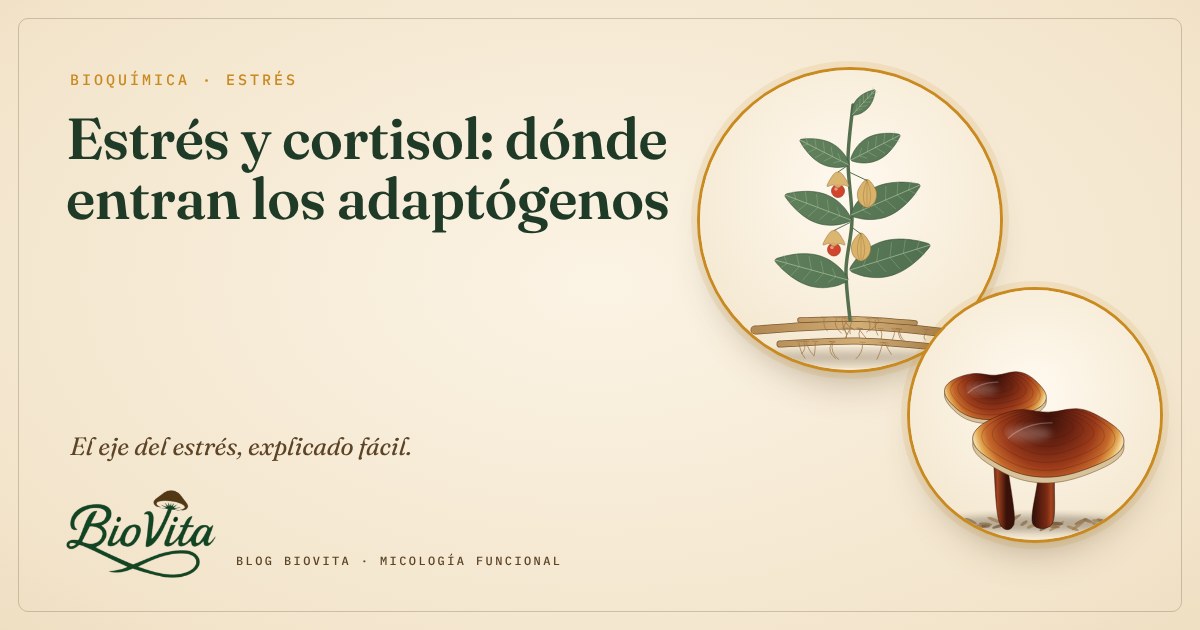 BIOQUÍMICA · ESTRÉS
Estrés y cortisol: dónde
entran los adaptógenos
El eje del estrés, explicado fácil.
BioVita
BLOG BIOVITA · MICOLOGÍA FUNCIONAL